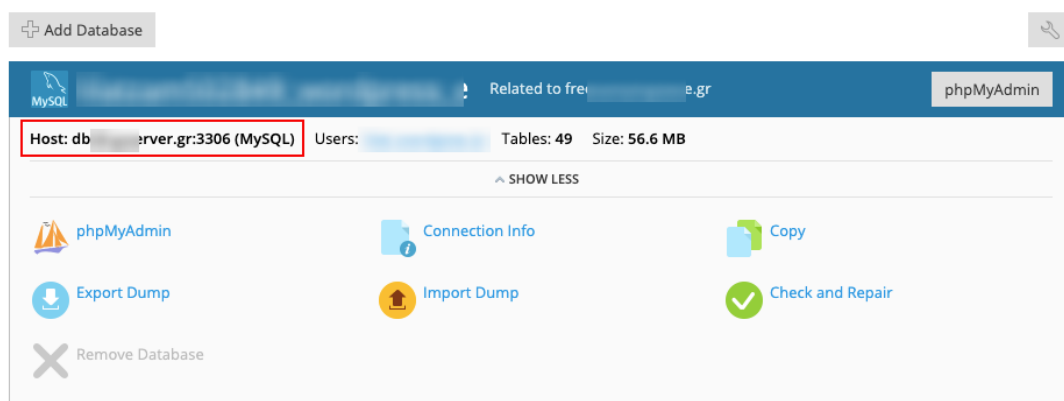 Add Database
MySQL Related to phpMyAdmin
Host: :3306 (MySQL) Users: Tables: 49 Size: 56.6 MB
SHOW LESS
phpMyAdmin Connection Info Copy
Export Dump Import Dump Check and Repair
Remove Database